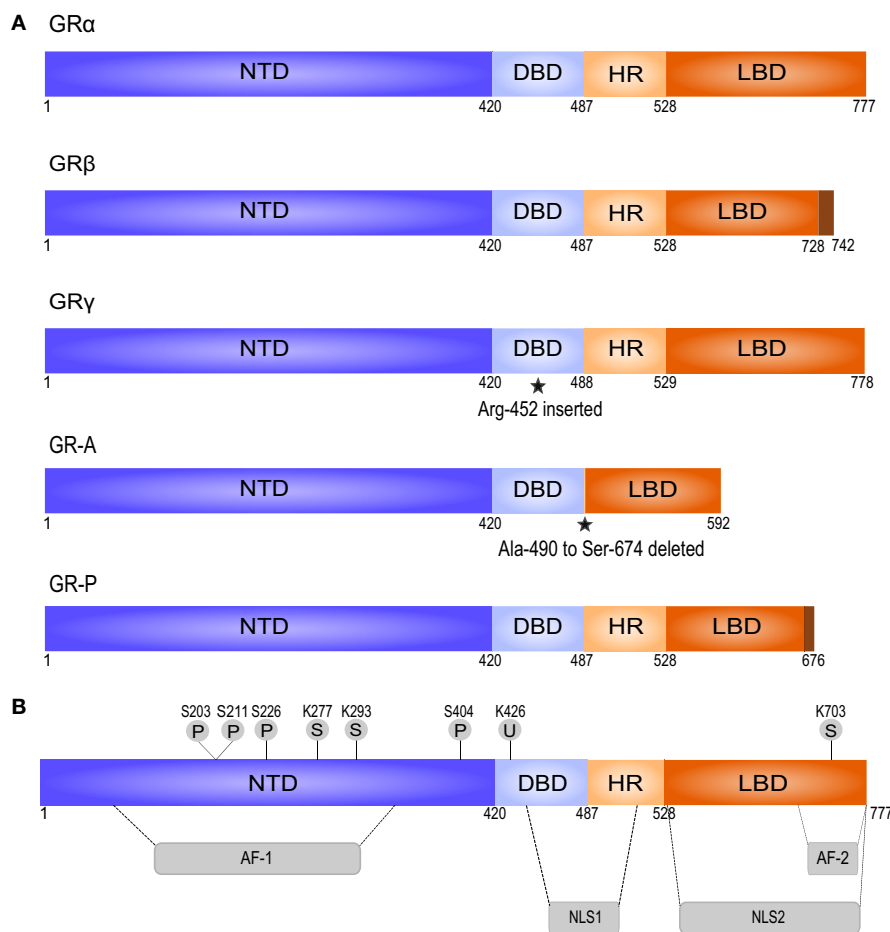 A
GRα
NTD DBD HR LBD
1 420 487 528 777
GRβ
NTD DBD HR LBD
1 420 487 528 728 742
GRγ
NTD DBD HR LBD
1 420 488 529 778
Arg-452 inserted
GR-A
NTD DBD LBD
1 420 592
Ala-490 to Ser-674 deleted
GR-P
NTD DBD HR LBD
1 420 487 528 676
B
S203 S211 S226 K277 K293 S404 K426 K703
P P P S S P U S
NTD DBD HR LBD
1 420 487 528 777
AF-1 AF-2
NLS1 NLS2